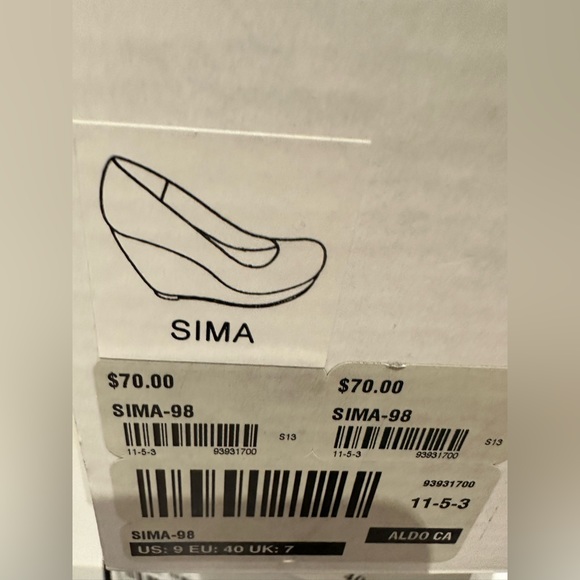 SIMA
$70.00
SIMA-98
S13
11-5-3 93931700
$70.00
SIMA-98
S13
11-5-3 93931700
93931700
11-5-3
SIMA-98
ALDO CA
US: 9 EU: 40 UK: 7